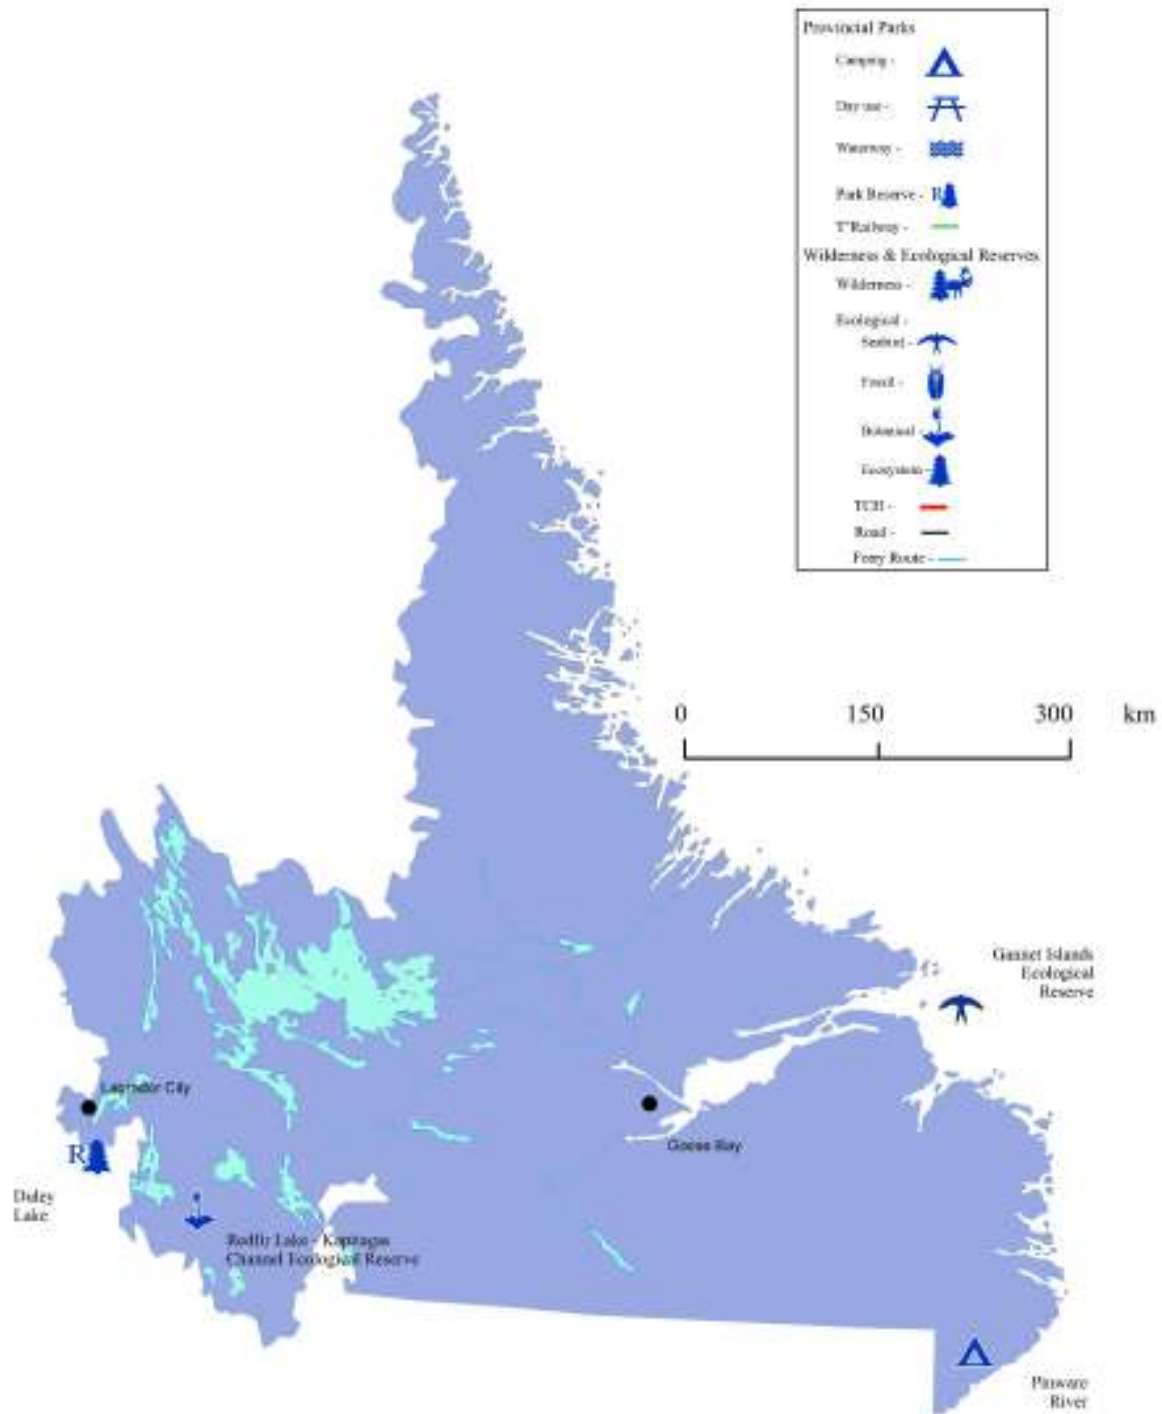 Provincial Parks
Camping -
Day use -
Waterway -
Park Reserve - R
T'Railway -
Wilderness & Ecological Reserves
Wilderness -
Ecological -
Seabird -
Fossil -
Botanical -
Ecosystem -
TCH -
Road -
Ferry Route -
0 150 300 km
Gannet Islands
Ecological
Reserve
Labrador City
Goose Bay
R
Duley
Lake
Redfir Lake - Kapitagas
Channel Ecological Reserve
Pinware
River